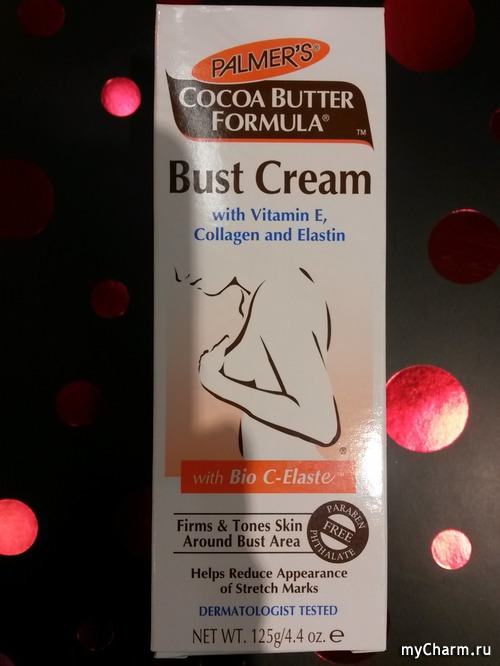 PALMER'S®
COCOA BUTTER
FORMULA®
TM
Bust Cream
with Vitamin E,
Collagen and Elastin
®
with Bio C-Elaste™
Firms & Tones Skin
Around Bust Area
PARABEN
FREE
PHTHALATE
Helps Reduce Appearance
of Stretch Marks
DERMATOLOGIST TESTED
NET WT. 125g/4.4 oz. e
myCharm.ru